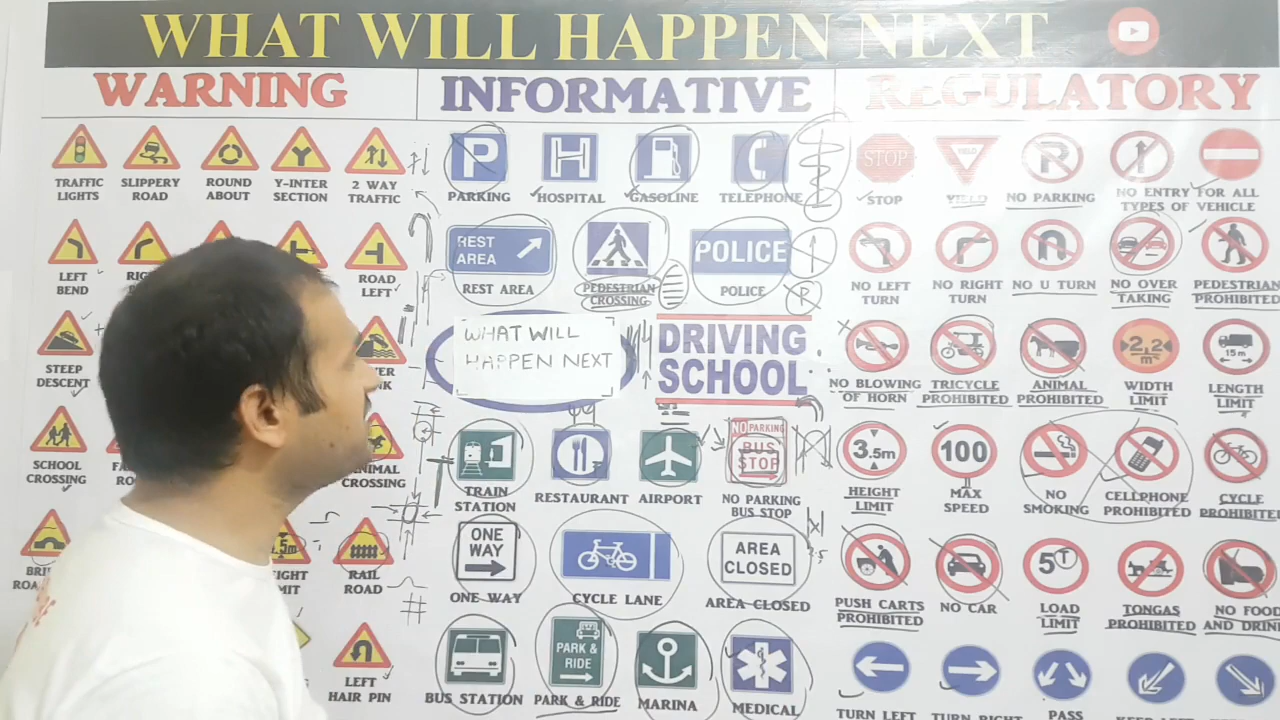 WHAT WILL HAPPEN NEXT
WARNING
INFORMATIVE
REGULATORY
TRAFFIC LIGHTS
SLIPPERY ROAD
ROUND ABOUT
Y-INTER SECTION
2 WAY TRAFFIC
LEFT BEND
ROAD LEFT
STEEP DESCENT
SCHOOL CROSSING
RAIL ROAD
LEFT HAIR PIN
P
PARKING
H
HOSPITAL
GASOLINE
TELEPHONE
REST AREA
REST AREA
PEDESTRIAN CROSSING
POLICE
POLICE
WHAT WILL
HAPPEN NEXT
DRIVING
SCHOOL
TRAIN STATION
RESTAURANT
AIRPORT
NO PARKING
BUS STOP
NO PARKING BUS STOP
ONE WAY
ONE WAY
CYCLE LANE
AREA CLOSED
AREA CLOSED
BUS STATION
PARK & RIDE
PARK & RIDE
MARINA
MEDICAL
STOP
STOP
YIELD
YIELD
P
NO PARKING
NO ENTRY FOR ALL TYPES OF VEHICLE
NO LEFT TURN
NO RIGHT TURN
NO U TURN
NO OVER TAKING
PEDESTRIAN PROHIBITED
NO BLOWING OF HORN
TRICYCLE PROHIBITED
ANIMAL PROHIBITED
2,2 m
WIDTH LIMIT
15 m
LENGTH LIMIT
3.5m
HEIGHT LIMIT
100
MAX SPEED
NO SMOKING
CELLPHONE PROHIBITED
CYCLE PROHIBITED
PUSH CARTS PROHIBITED
NO CAR
5T
LOAD LIMIT
TONGAS PROHIBITED
NO FOOD AND DRINK
TURN LEFT
TURN RIGHT
PASS